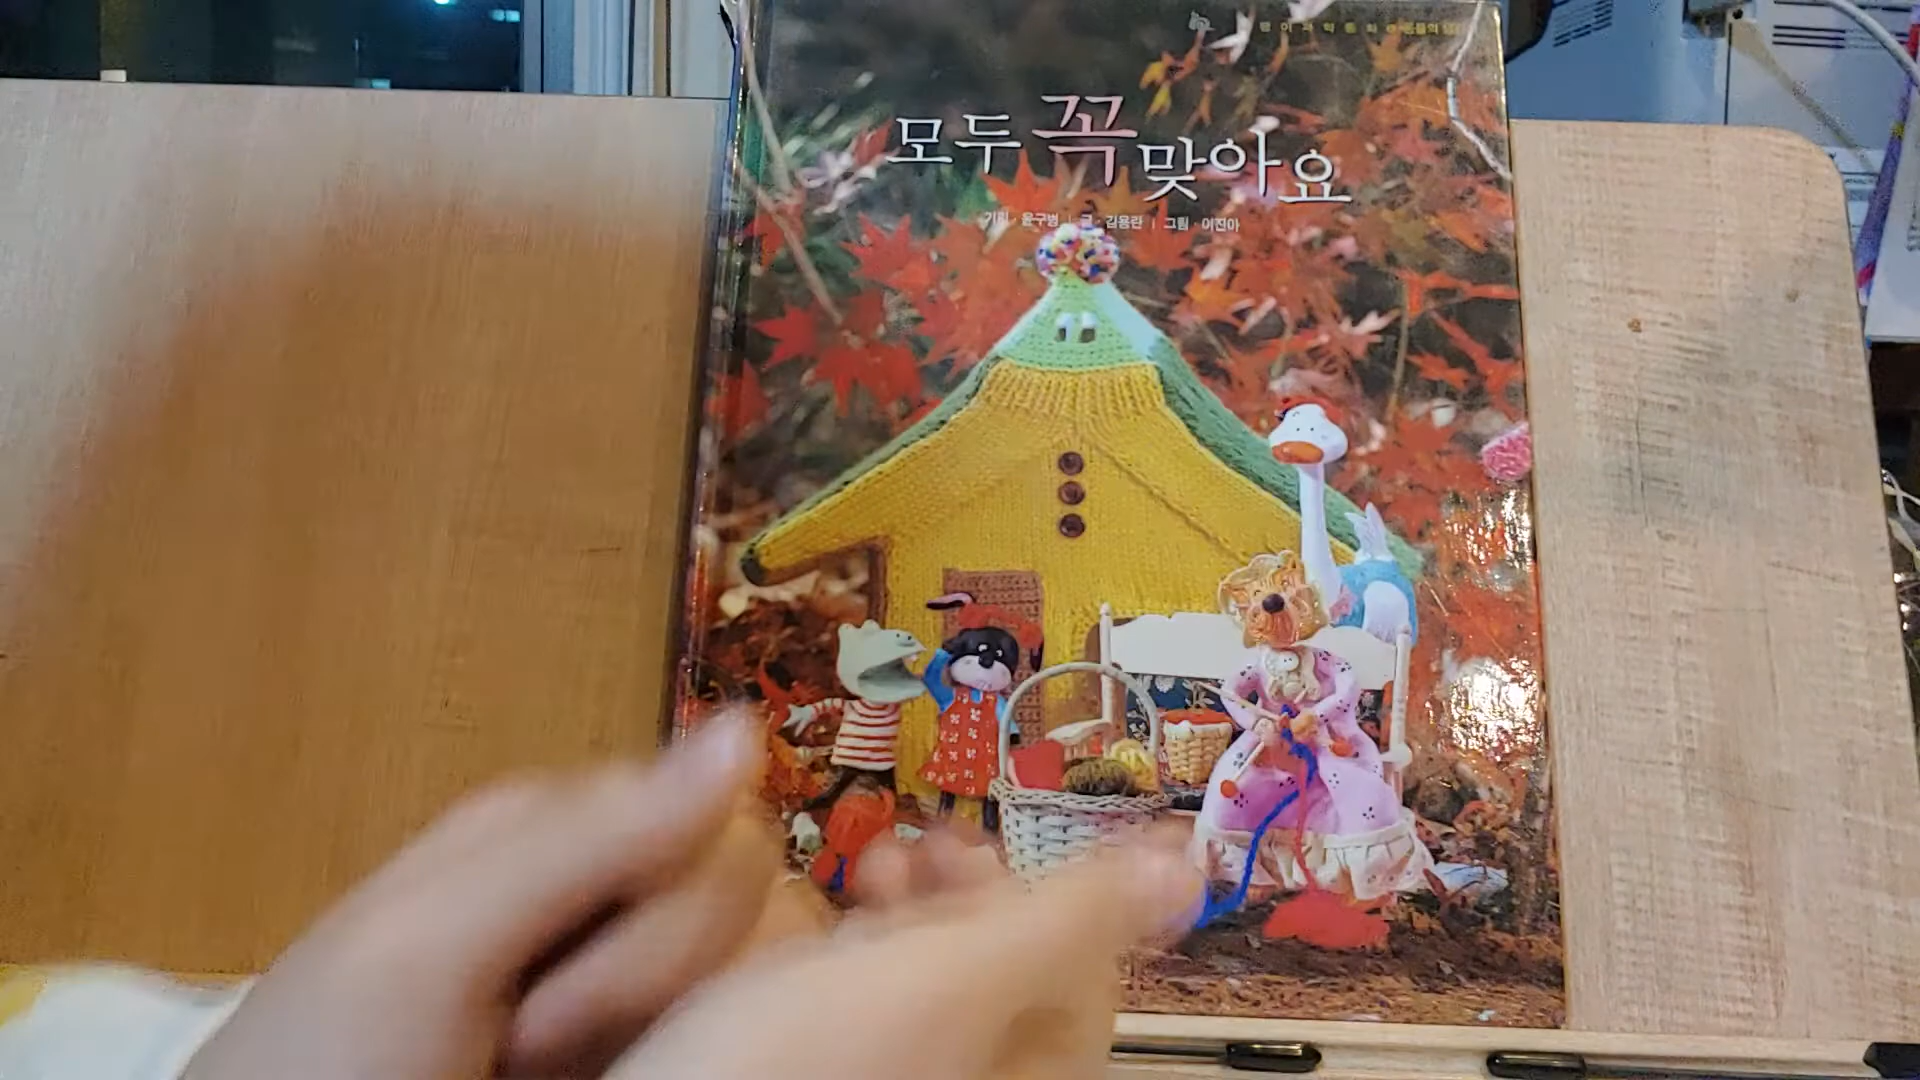 모두 꼭 맞아요
기획·윤구병 | 글·김용란 | 그림·이진아